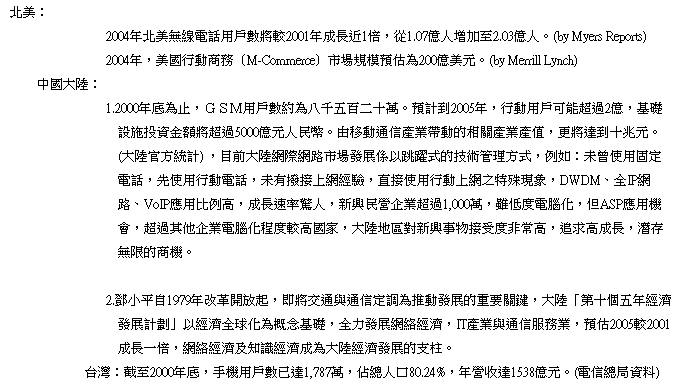 北美：
2004年北美無線電話用戶數將較2001年成長近1倍，從1.07億人增加至2.03億人。(by Myers Reports)
2004年，美國行動商務〔M-Commerce〕市場規模預估為200億美元。(by Merrill Lynch)
中國大陸：
1.2000年底為止，ＧＳＭ用戶數約為八千五百二十萬。預計到2005年，行動用戶可能超過2億，基礎
設施投資金額將超過5000億元人民幣。由移動通信產業帶動的相關產業產值，更將達到十兆元。
(大陸官方統計) ，目前大陸網際網路市場發展係以跳躍式的技術管理方式，例如：未曾使用固定
電話，先使用行動電話，未有撥接上網經驗，直接使用行動上網之特殊現象，DWDM、全IP網
路、VoIP應用比例高，成長速率驚人，新興民營企業超過1,000萬，雖低度電腦化，但ASP應用機
會，超過其他企業電腦化程度較高國家，大陸地區對新興事物接受度非常高，追求高成長，潛存
無限的商機。
2.鄧小平自1979年改革開放起，即將交通與通信定調為推動發展的重要關鍵，大陸「第十個五年經濟
發展計劃」以經濟全球化為概念基礎，全力發展網絡經濟，IT產業與通信服務業，預估2005較2001
成長一倍，網絡經濟及知識經濟成為大陸經濟發展的支柱。
台灣：截至2000年底，手機用戶數已達1,787萬，佔總人口80.24%，年營收達1538億元。(電信總局資料)